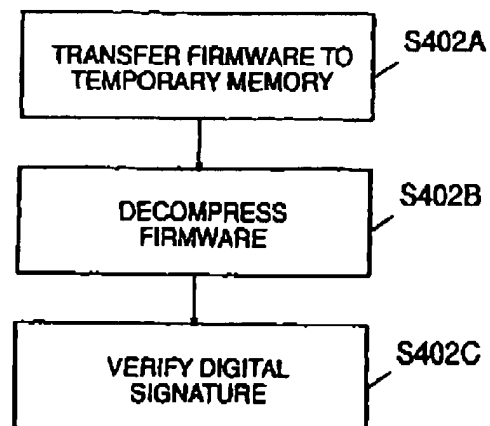 TRANSFER FIRMWARE TO
TEMPORARY MEMORY
S402A
DECOMPRESS
FIRMWARE
S402B
VERIFY DIGITAL
SIGNATURE
S402C